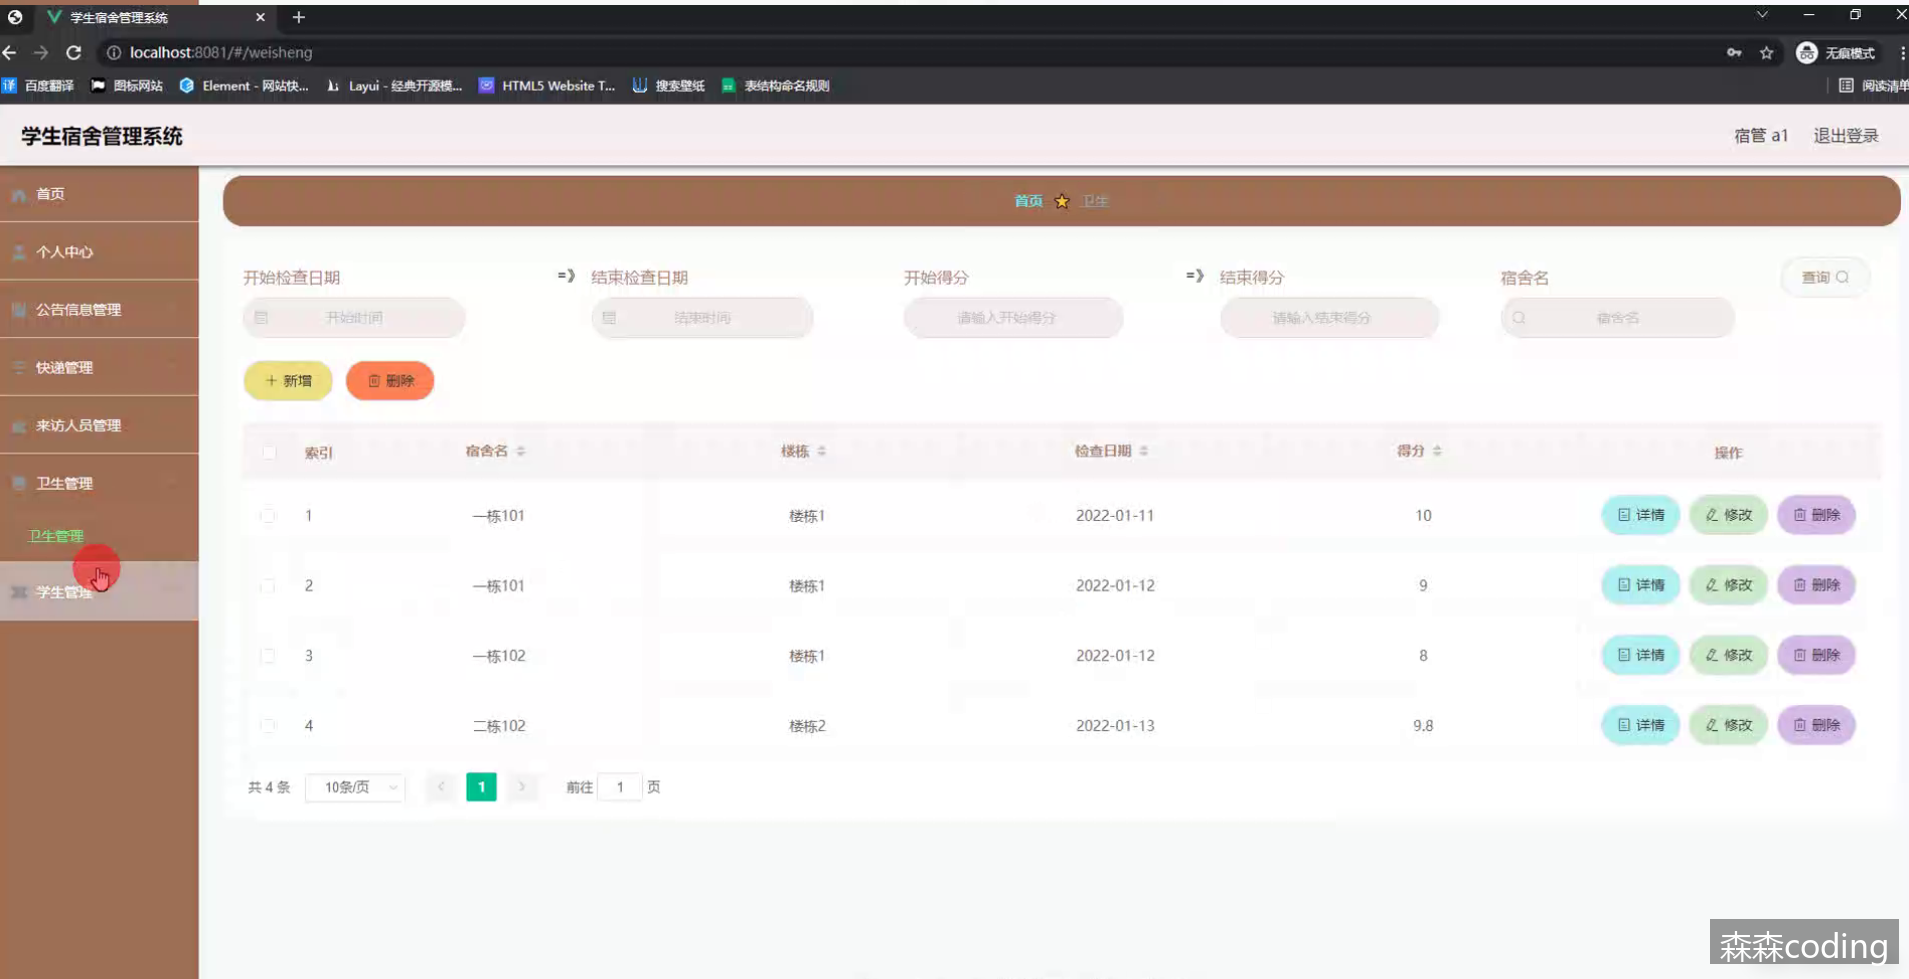 学生宿舍管理系统
localhost:8081/#/weisheng
无痕模式
百度翻译 图标网站 Element - 网站快... Layui - 经典开源模... HTML5 Website T... 搜索壁纸 表结构命名规则 阅读清单
学生宿舍管理系统
宿管 a1 退出登录
首页
个人中心
公告信息管理
快递管理
来访人员管理
卫生管理
卫生管理
学生管理
首页 卫生
开始检查日期 => 结束检查日期 开始得分 => 结束得分 宿舍名 查询
开始时间 结束时间 请输入开始得分 请输入结束得分 宿舍名
新增 删除
索引 宿舍名 楼栋 检查日期 得分 操作
1 一栋101 楼栋1 2022-01-11 10 详情 修改 删除
2 一栋101 楼栋1 2022-01-12 9 详情 修改 删除
3 一栋102 楼栋1 2022-01-12 8 详情 修改 删除
4 二栋102 楼栋2 2022-01-13 9.8 详情 修改 删除
共 4 条 10条/页 1 前往 1 页
森森coding